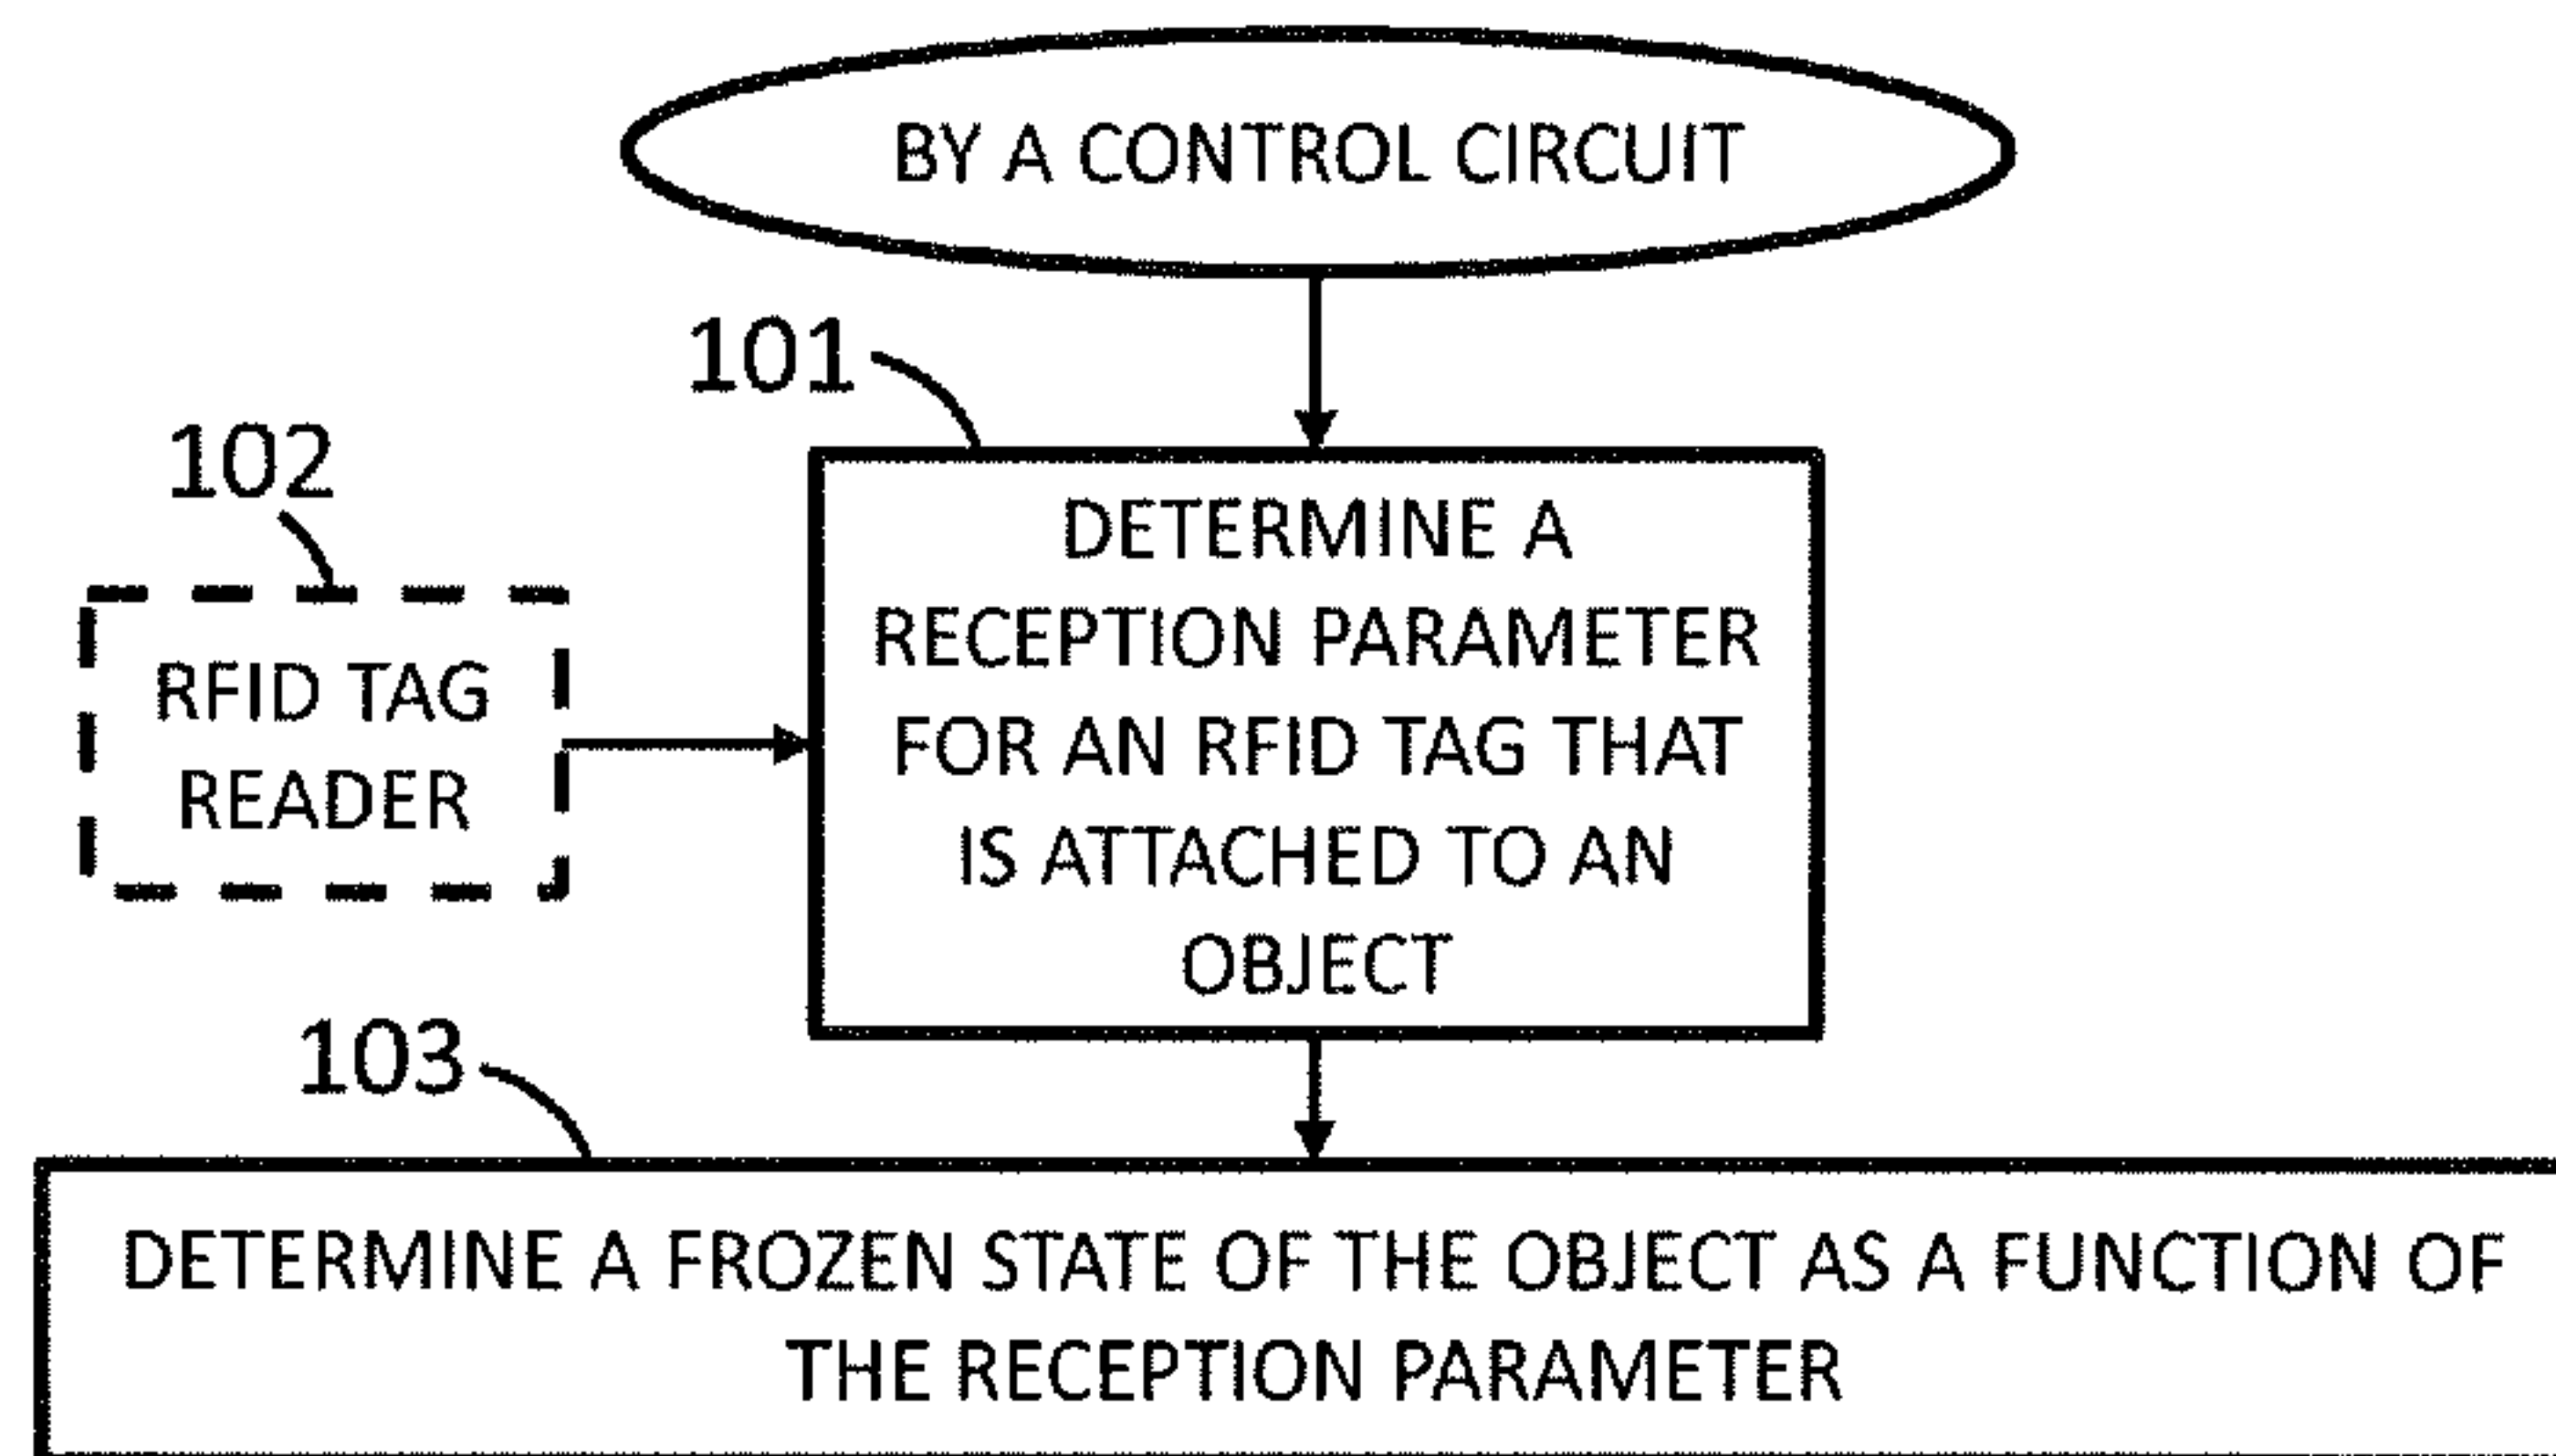 BY A CONTROL CIRCUIT
101
102
DETERMINE A
RECEPTION PARAMETER
FOR AN RFID TAG THAT
IS ATTACHED TO AN
OBJECT
RFID TAG
READER
103
DETERMINE A FROZEN STATE OF THE OBJECT AS A FUNCTION OF
THE RECEPTION PARAMETER